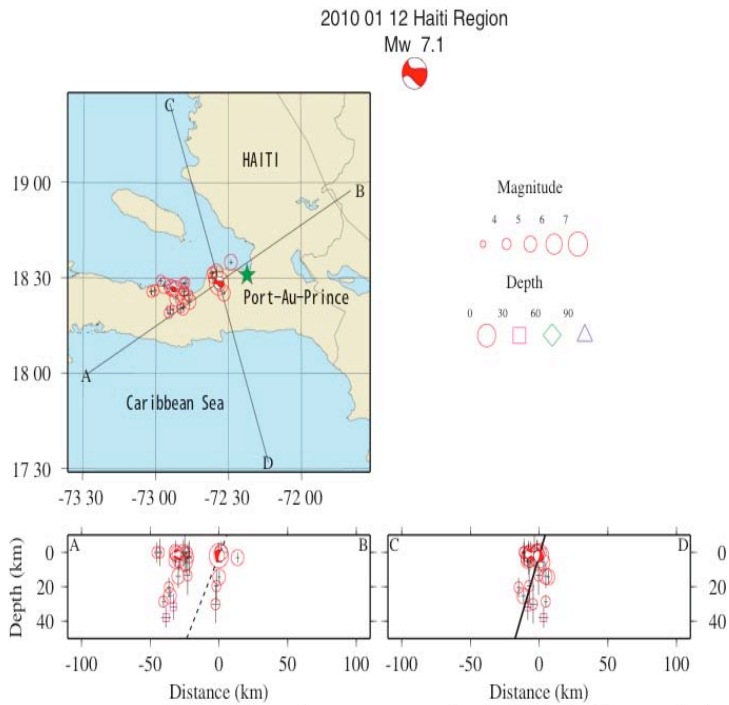 2010 01 12 Haiti Region
Mw 7.1
C
HAITI
19 00
B
18 30
Port-Au-Prince
18 00
A
Caribbean Sea
17 30
D
-73 30 -73 00 -72 30 -72 00
Magnitude
4 5 6 7
Depth
0 30 60 90
A B C D
Depth (km)
0 0
20 20
40 40
-100 -50 0 50 100 -100 -50 0 50 100
Distance (km) Distance (km)